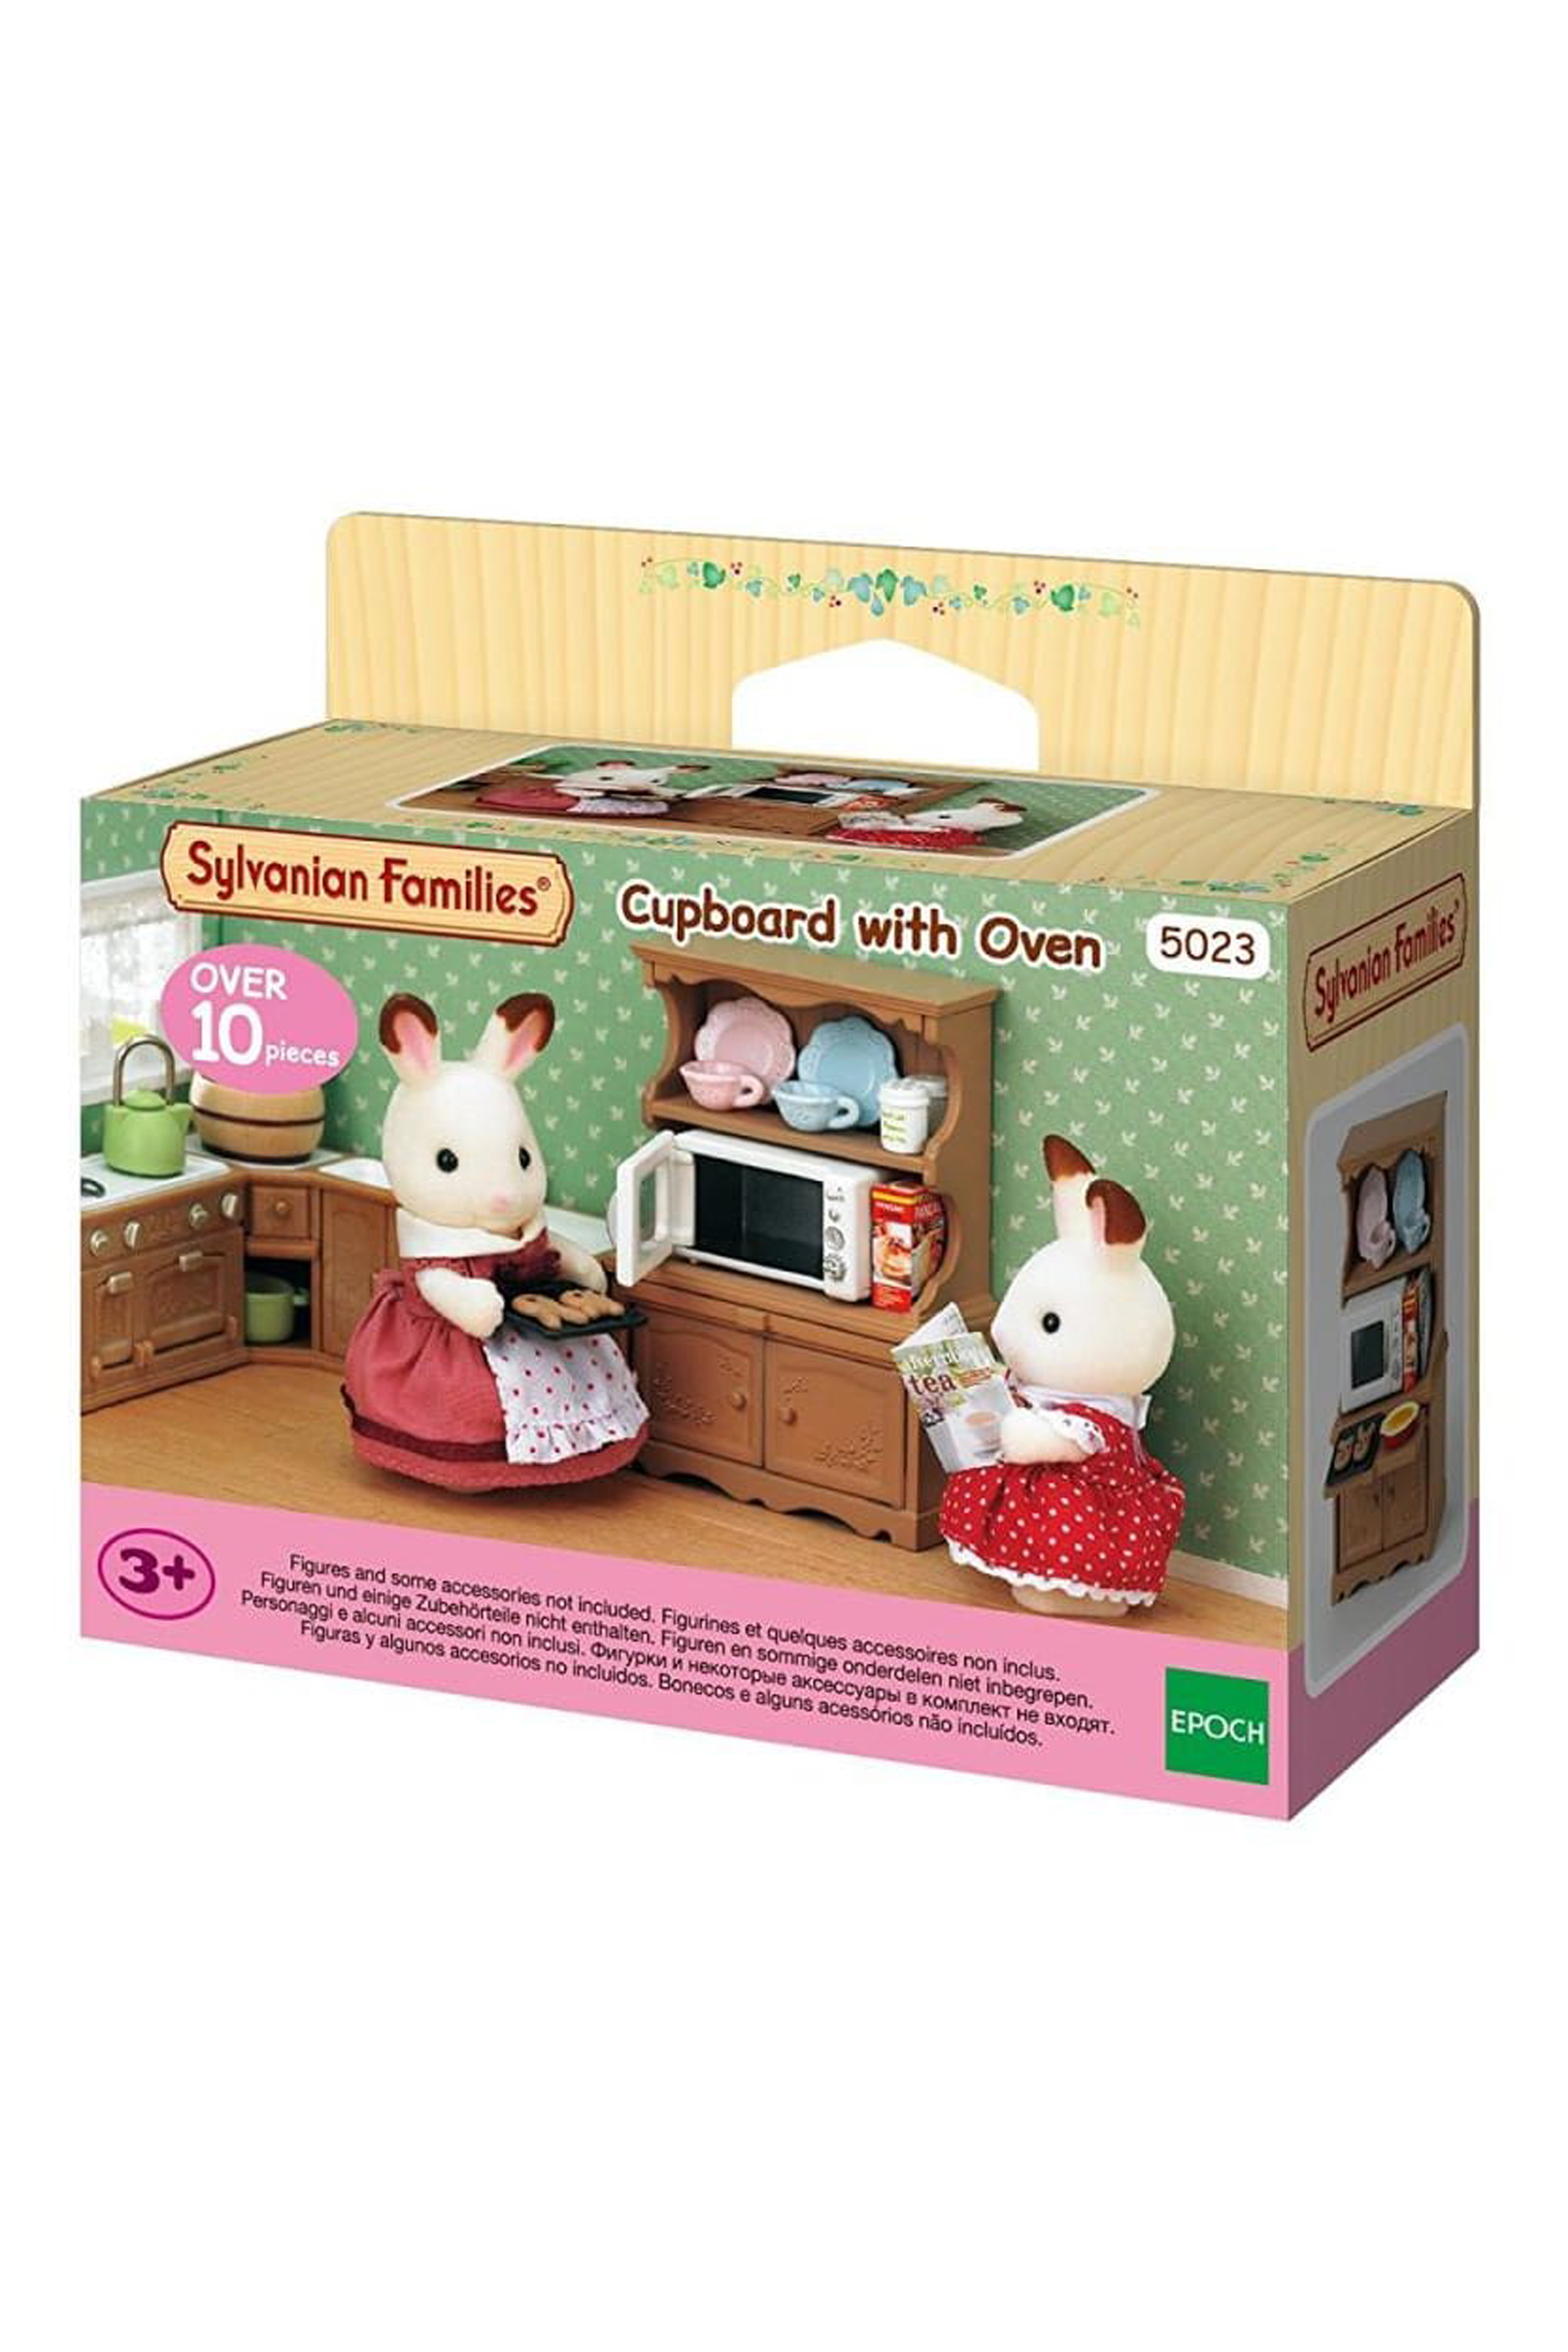 Sylvanian Families®
Cupboard with Oven
5023
OVER
10 pieces
tea
3+
Figures and some accessories not included. Figurines et quelques accessoires non inclus.
Figuren und einige Zubehörteile nicht enthalten. Figuren en sommige onderdelen niet inbegrepen.
Personaggi e alcuni accessori non inclusi. Фигурки и некоторые аксессуары в комплект не входят.
Figuras y algunos accesorios no incluidos. Bonecos e alguns acessórios não incluídos.
EPOCH
Sylvanian Families®